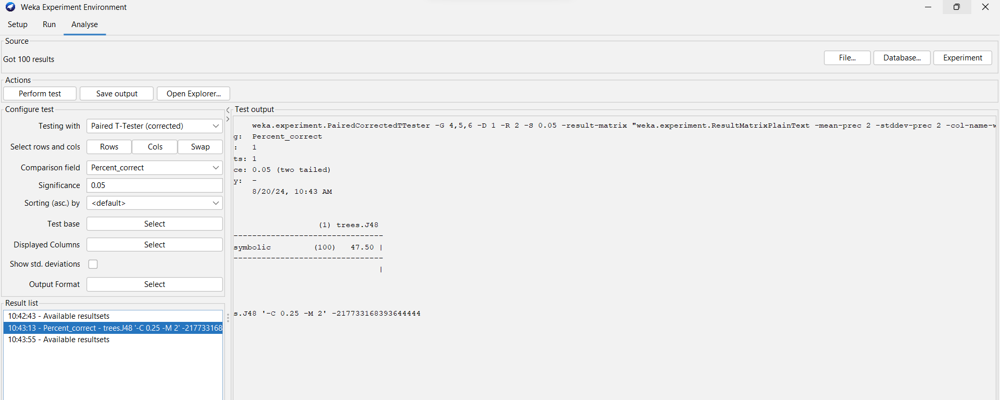 Weka Experiment Environment
Setup Run Analyse
Source
Got 100 results
File... Database... Experiment
Actions
Perform test Save output Open Explorer...
Configure test
Testing with Paired T-Tester (corrected)
Select rows and cols Rows Cols Swap
Comparison field Percent_correct
Significance 0.05
Sorting (asc.) by <default>
Test base Select
Displayed Columns Select
Show std. deviations
Output Format Select
Result list
10:42:43 - Available resultsets
10:43:13 - Percent_correct - trees.J48 '-C 0.25 -M 2' -217733168
10:43:55 - Available resultsets
Test output
weka.experiment.PairedCorrectedTTester -G 4,5,6 -D 1 -R 2 -S 0.05 -result-matrix "weka.experiment.ResultMatrixPlainText -mean-prec 2 -stddev-prec 2 -col-name-w
g: Percent_correct
: 1
ts: 1
ce: 0.05 (two tailed)
y: -
8/20/24, 10:43 AM
(1) trees.J48
--------------------------------
symbolic (100) 47.50 |
--------------------------------
|
s.J48 '-C 0.25 -M 2' -217733168393644444